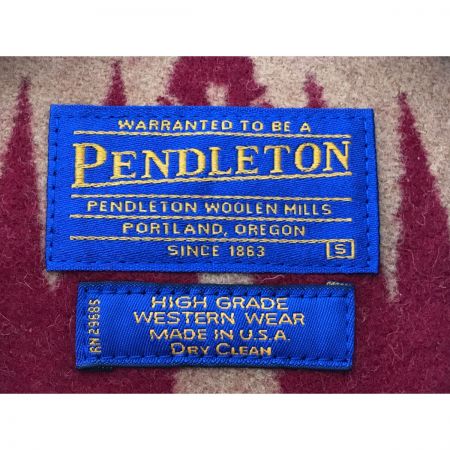 WARRANTED TO BE A
PENDLETON
PENDLETON WOOLEN MILLS
PORTLAND, OREGON
SINCE 1863
S
RN 29685
HIGH GRADE
WESTERN WEAR
MADE IN U.S.A.
DRY CLEAN